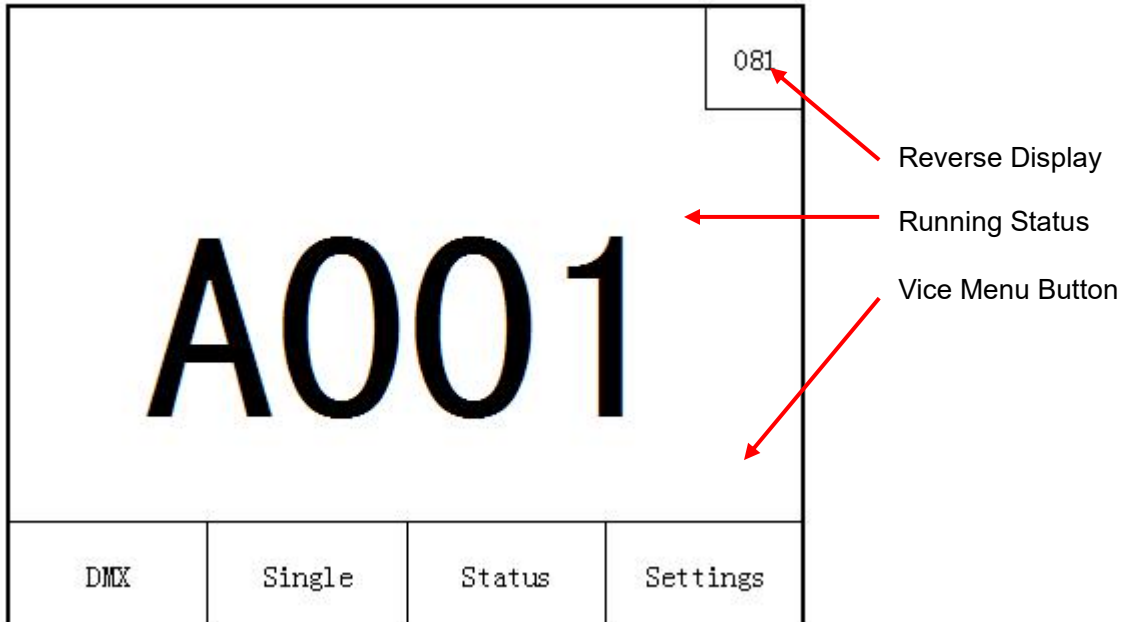 081
Reverse Display
Running Status
A001
Vice Menu Button
DMX Single Status Settings